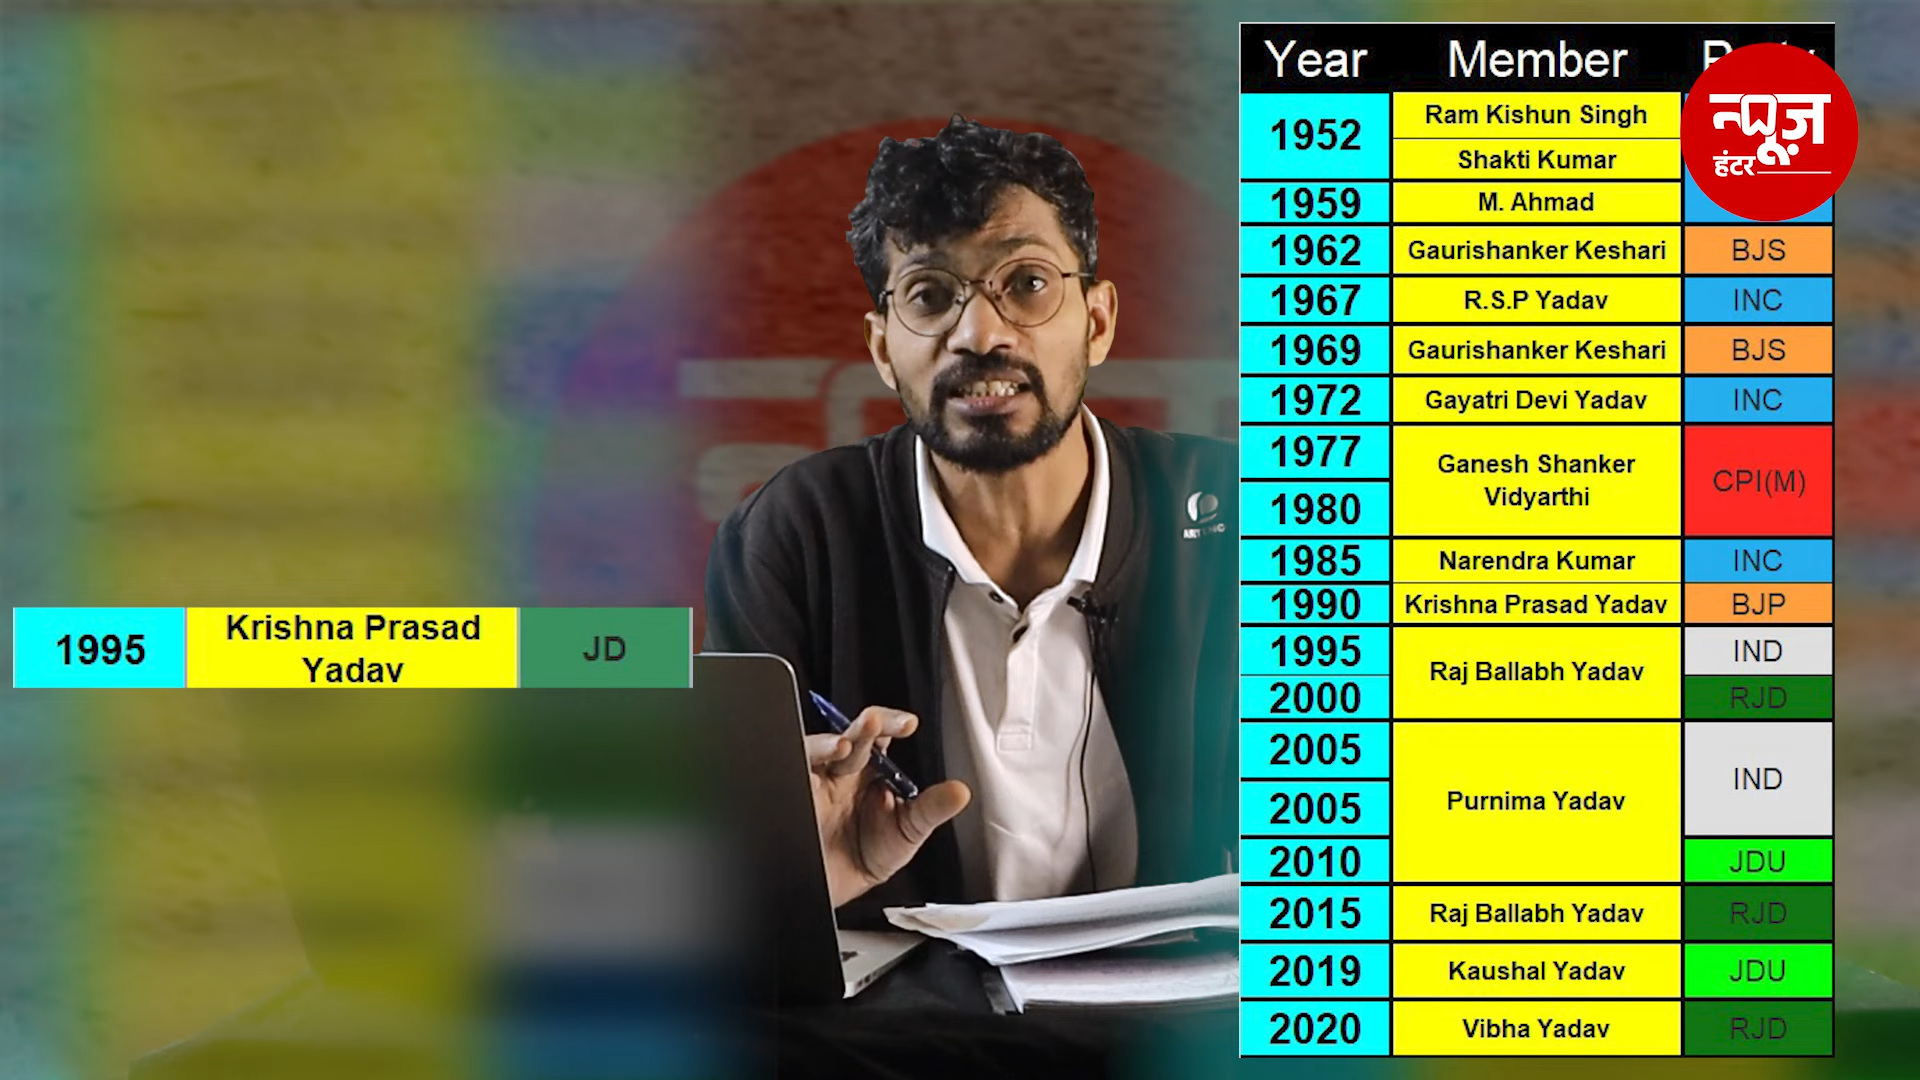 Year Member
1952 Ram Kishun Singh
Shakti Kumar
1959 M. Ahmad
1962 Gaurishanker Keshari BJS
1967 R.S.P Yadav INC
1969 Gaurishanker Keshari BJS
1972 Gayatri Devi Yadav INC
1977 Ganesh Shanker
Vidyarthi CPI(M)
1980
1985 Narendra Kumar INC
1990 Krishna Prasad Yadav BJP
1995 Raj Ballabh Yadav IND
2000 RJD
2005 Purnima Yadav IND
2005
2010 JDU
2015 Raj Ballabh Yadav RJD
2019 Kaushal Yadav JDU
2020 Vibha Yadav RJD
न्यूज़
हंटर
1995 Krishna Prasad
Yadav JD